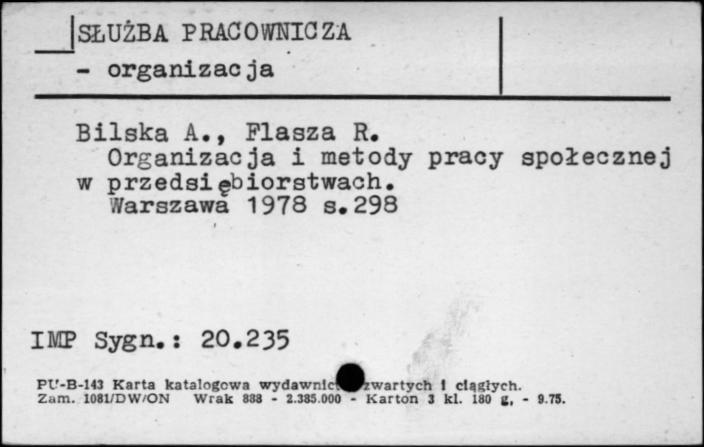 SŁUŻBA PRACOWNICZA
- organizacja
Bilska A., Flasza R.
Organizacja i metody pracy społecznej
w przedsiębiorstwach.
Warszawa 1978 s.298
IMP Sygn.: 20.235
PU-B-143 Karta katalogowa wydawnict zwartych i ciągłych.
Zam. 1081/DW/ON Wrak 888 - 2.385.000 - Karton 3 kl. 180 g, - 9.75.